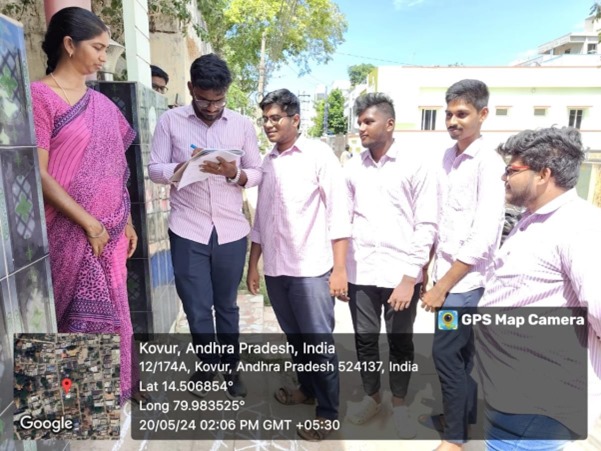 GPS Map Camera
Kovur, Andhra Pradesh, India
12/174A, Kovur, Andhra Pradesh 524137, India
Lat 14.506854°
Long 79.983525°
20/05/24 02:06 PM GMT +05:30
Google